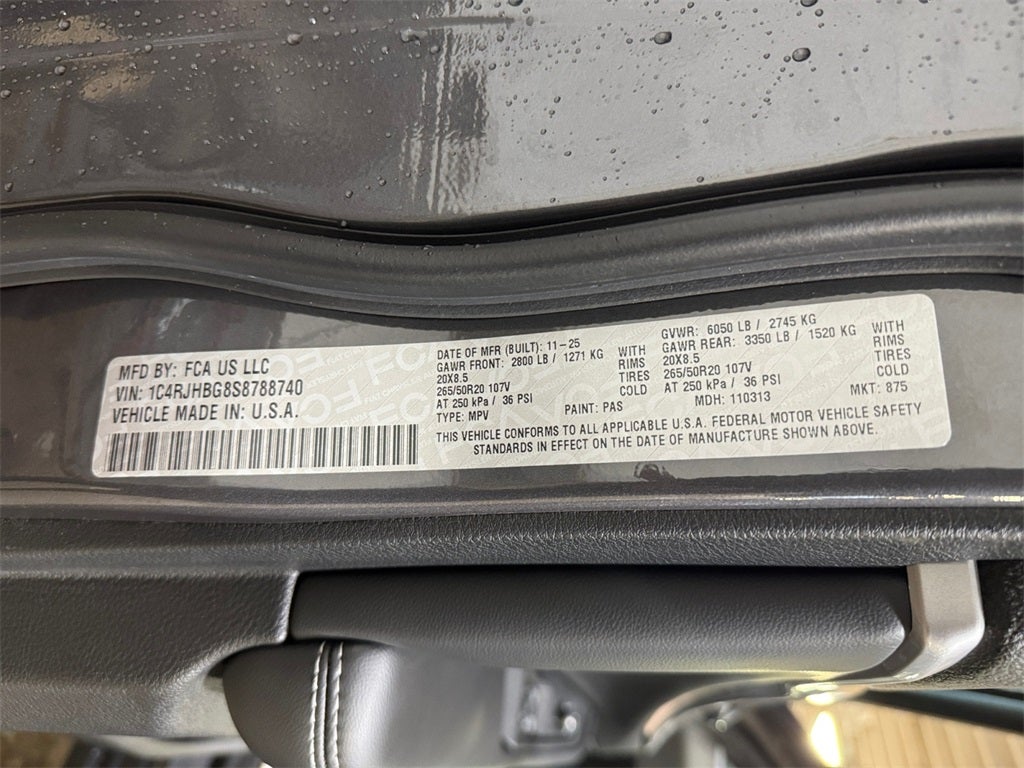 MFD BY: FCA US LLC
VIN: 1C4RJHBG8S8788740
VEHICLE MADE IN: U.S.A.
DATE OF MFR (BUILT): 11-25
GAWR FRONT: 2800 LB / 1271 KG WITH
20X8.5 RIMS
265/50R20 107V TIRES
AT 250 kPa / 36 PSI COLD
TYPE: MPV PAINT: PAS
GVWR: 6050 LB / 2745 KG
GAWR REAR: 3350 LB / 1520 KG WITH
20X8.5 RIMS
265/50R20 107V TIRES
AT 250 kPa / 36 PSI COLD
MDH: 110313 MKT: 875
THIS VEHICLE CONFORMS TO ALL APPLICABLE U.S.A. FEDERAL MOTOR VEHICLE SAFETY
STANDARDS IN EFFECT ON THE DATE OF MANUFACTURE SHOWN ABOVE.